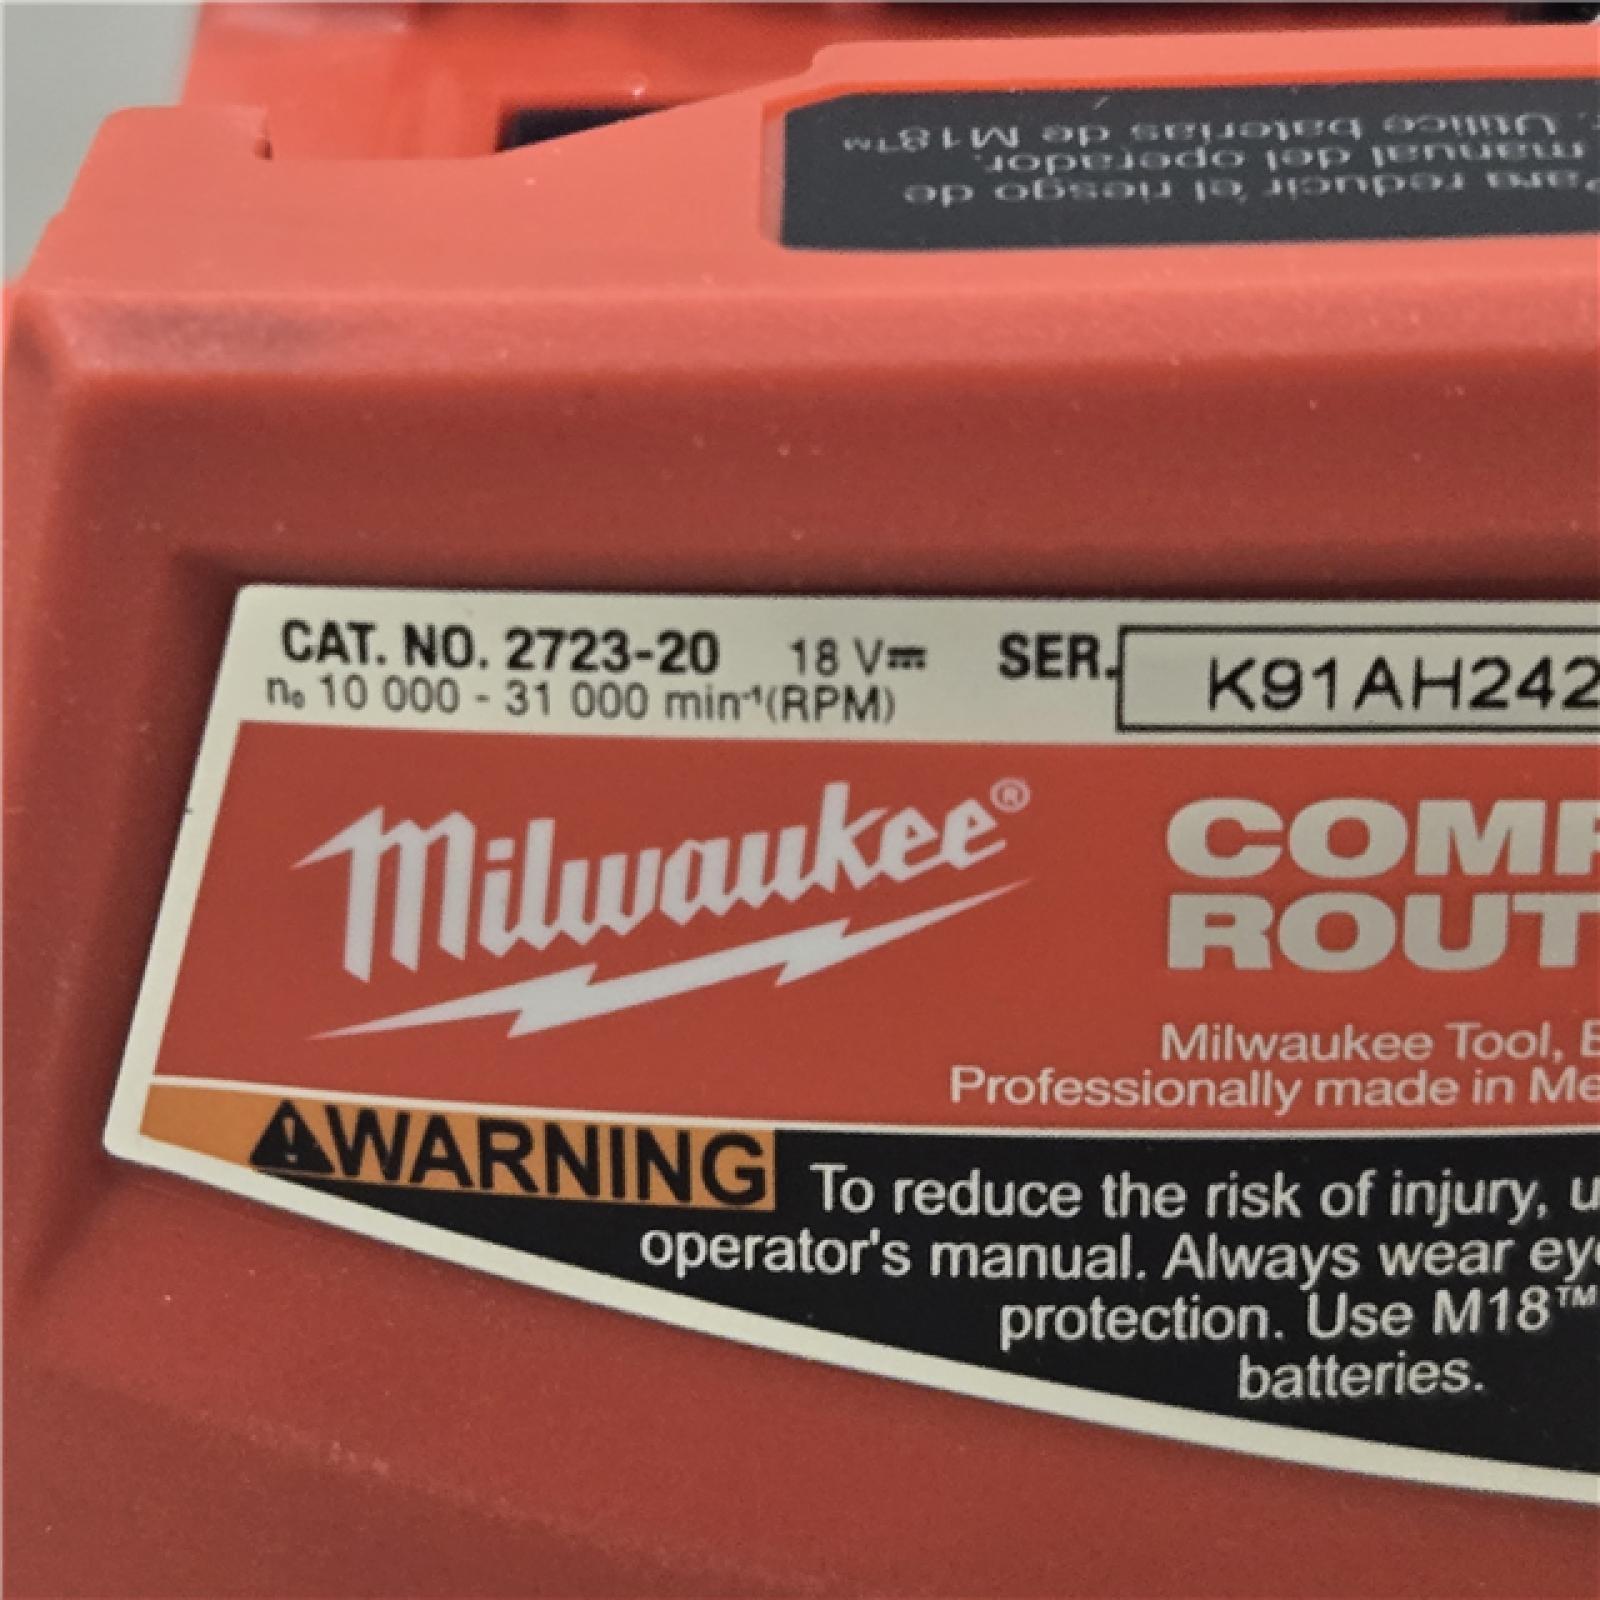 Para reducir el riesgo de
manual del operador.
Utilice baterías de M18™
CAT. NO. 2723-20 18 V⎓ SER. K91AH242
n₀ 10 000 - 31 000 min⁻¹(RPM)
Milwaukee®
COMP
ROUT
Milwaukee Tool, B
Professionally made in Me
⚠WARNING To reduce the risk of injury, u
operator's manual. Always wear eye
protection. Use M18™
batteries.